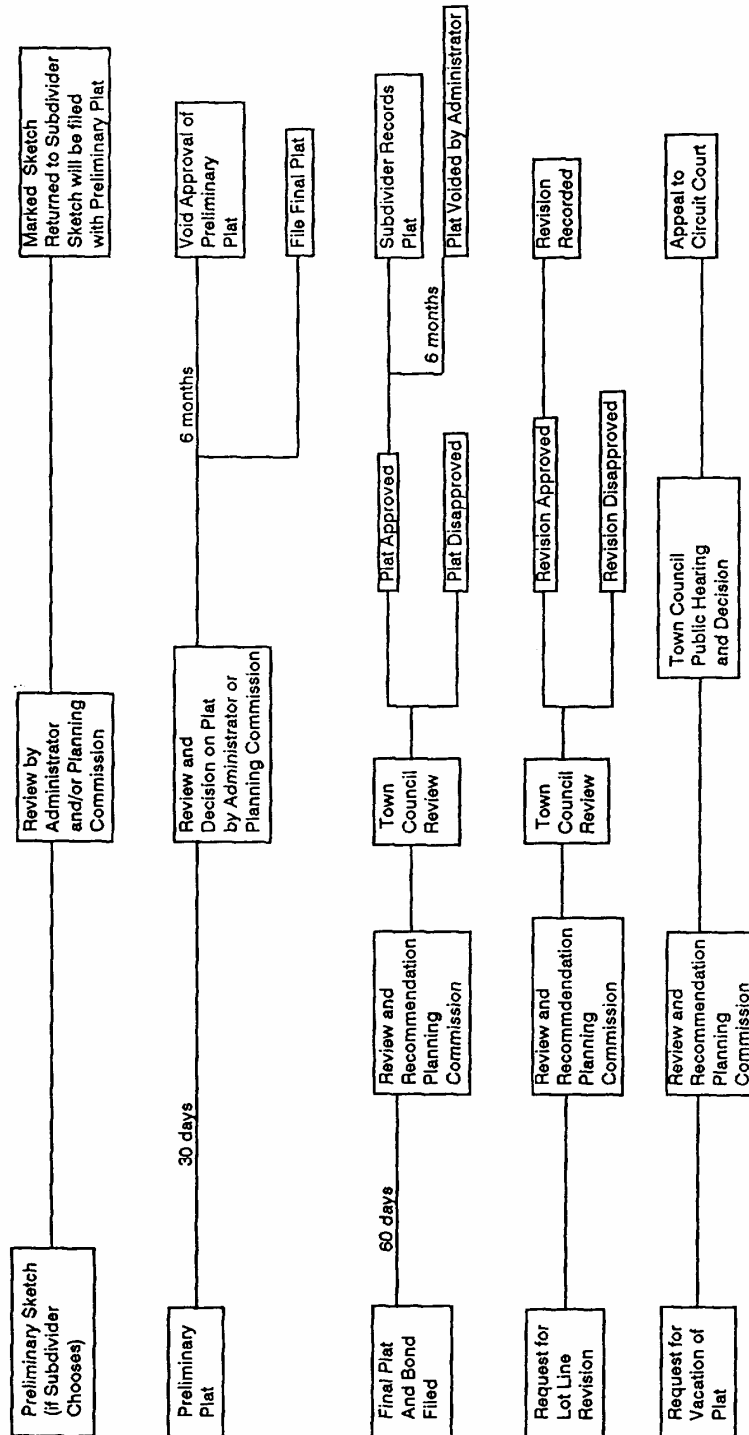 Preliminary Sketch
(if Subdivider
Chooses)
Review by
Administrator
and/or Planning
Commission
Marked Sketch
Returned to Subdivider
Sketch will be filed
with Preliminary Plat
Preliminary
Plat
30 days
Review and
Decision on Plat
by Administrator or
Planning Commission
6 months
Void Approval of
Preliminary
Plat
File Final Plat
Final Plat
And Bond
Filed
60 days
Review and
Recommendation
Planning
Commission
Town
Council
Review
Plat Approved
Plat Disapproved
Subdivider Records
Plat
6 months
Plat Voided by Administrator
Request for
Lot Line
Revision
Review and
Recommdendation
Planning
Commission
Town
Council
Review
Revision Approved
Revision Disapproved
Revision
Recorded
Request for
Vacation of
Plat
Review and
Recommendation
Planning
Commission
Town Council
Public Hearing
and Decision
Appeal to
Circuit Court